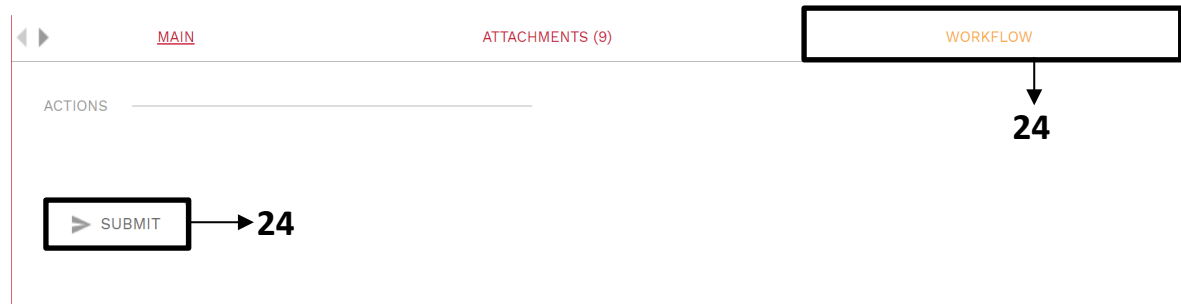 MAIN ATTACHMENTS (9) WORKFLOW
ACTIONS
24
SUBMIT 24